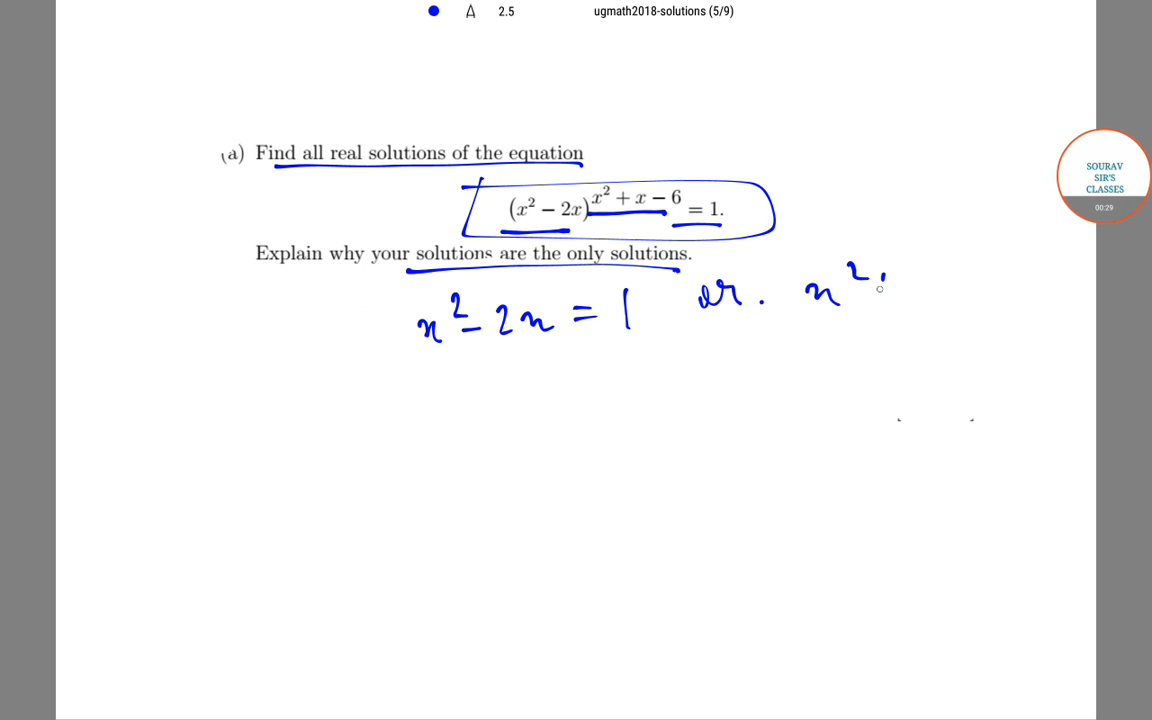 2.5 ugmath2018-solutions (5/9)
(a) Find all real solutions of the equation
(x² − 2x)^{x² + x − 6} = 1.
Explain why your solutions are the only solutions.
x² − 2x = 1 or. x²
SOURAV
SIR'S
CLASSES
00:29